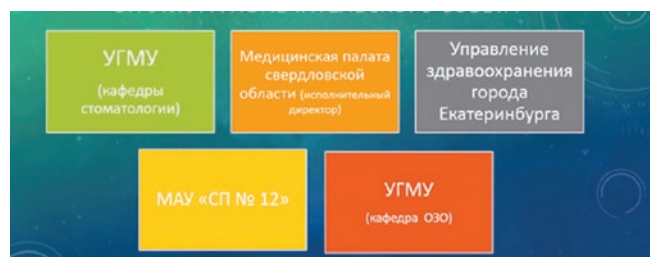 УГМУ
(кафедры
стоматологии)
Медицинская палата
свердловской
области (исполнительный
директор)
Управление
здравоохранения
города
Екатеринбурга
МАУ «СП № 12»
УГМУ
(кафедра ОЗО)